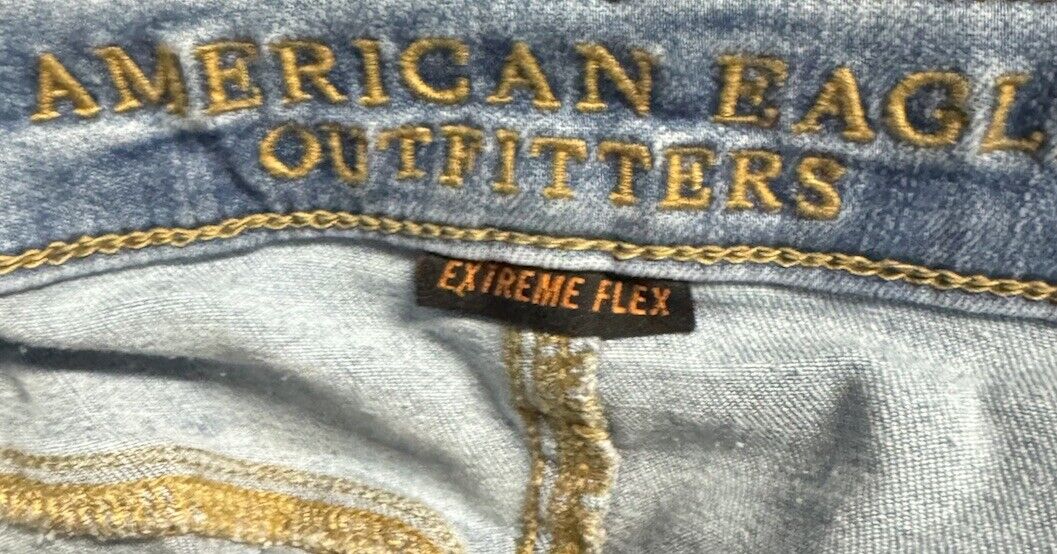 AMERICAN EAGL
OUTFITTERS
EXTREME FLEX